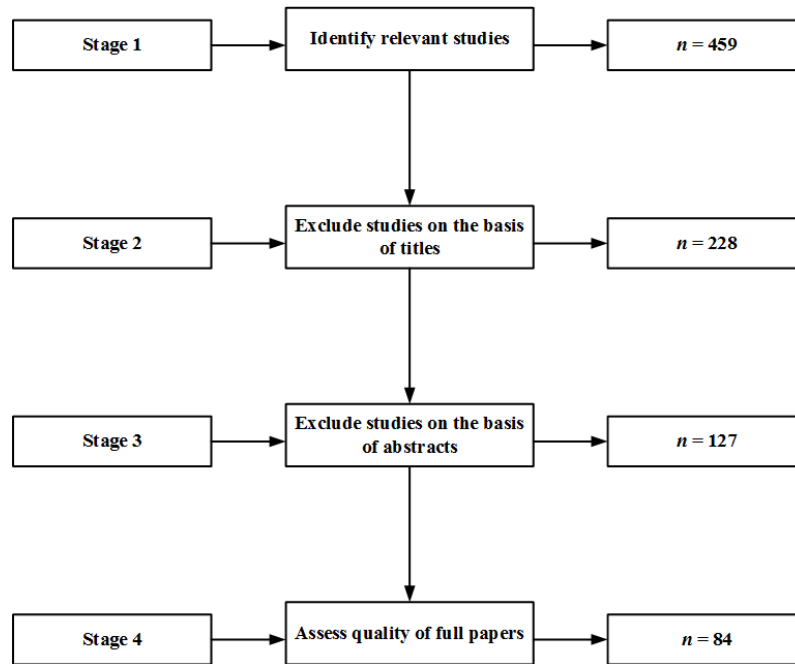 Stage 1
Identify relevant studies
n = 459
Stage 2
Exclude studies on the basis
of titles
n = 228
Stage 3
Exclude studies on the basis
of abstracts
n = 127
Stage 4
Assess quality of full papers
n = 84